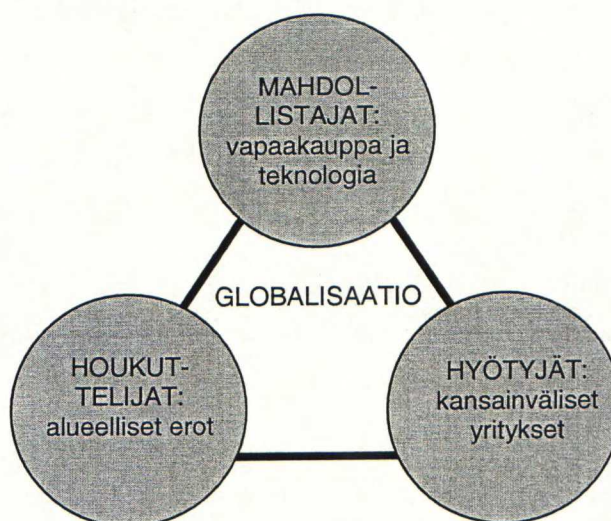 MAHDOL-
LISTAJAT:
vapaakauppa ja
teknologia
GLOBALISAATIO
HOUKUT-
TELIJAT:
alueelliset erot
HYÖTYJÄT:
kansainväliset
yritykset